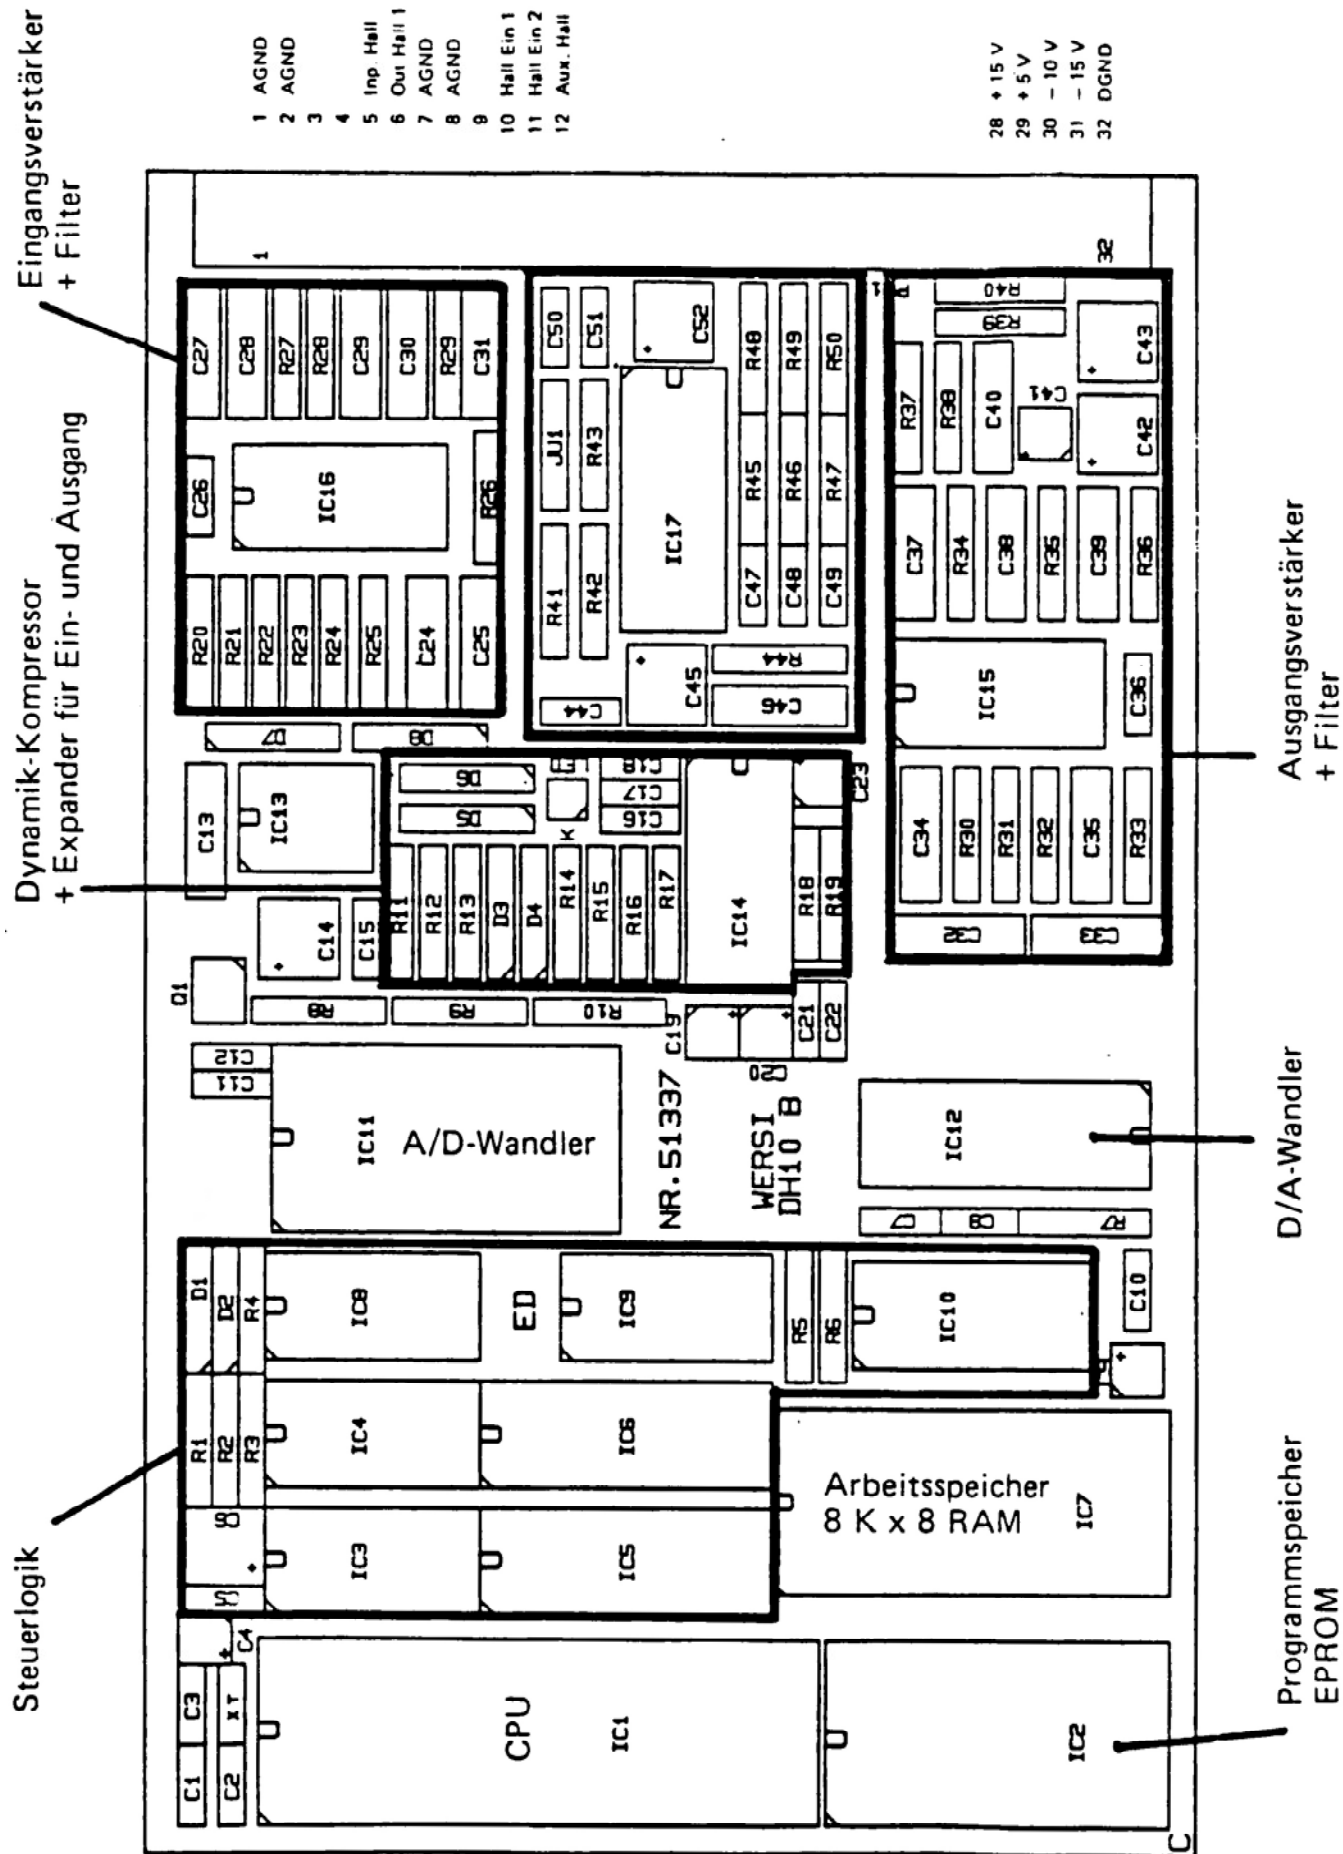 Steuerlogik
Dynamik-Kompressor
+ Expander für Ein- und Ausgang
Eingangsverstärker
+ Filter
1 AGND
2 AGND
3
4
5 Inp. Hall
6 Out Hall 1
7 AGND
8 AGND
9
10 Hall Ein 1
11 Hall Ein 2
12 Aux. Hall
28 +15 V
29 +5 V
30 -10 V
31 -15 V
32 DGND
C1
C3
C2
XT
C4
CPU
IC1
IC2
C
C5
C6
R1
R2
R3
D1
D2
R4
IC3
IC4
IC8
IC5
IC6
ED
IC9
R5
R6
IC10
Arbeitsspeicher
8 K x 8 RAM
IC7
C10
C7
C8
R7
IC12
C11
C12
IC11
A/D-Wandler
NR.51337
WERSI
DH10 B
Q1
R8
R9
R10
C19
C20
C21
C22
C14
C15
C13
IC13
D7
D8
R11
R12
R13
D3
D4
R14
R15
R16
R17
D5
D6
K
C16
C17
C18
IC14
R18
R19
C23
R20
R21
R22
R23
R24
R25
C24
C25
C26
IC16
R26
C27
C28
R27
R28
C29
C30
R29
C31
1
32
C44
R41
R42
JU1
R43
C50
C51
C52
IC17
C45
C46
R44
C47
R45
R48
C48
R46
R49
C49
R47
R50
C32
C33
C34
R30
R31
R32
C35
R33
IC15
C36
C37
R34
C38
R35
C39
R36
R37
R38
C40
C41
C42
C43
R39
R40
Programmspeicher
EPROM
D/A-Wandler
Ausgangsverstärker
+ Filter